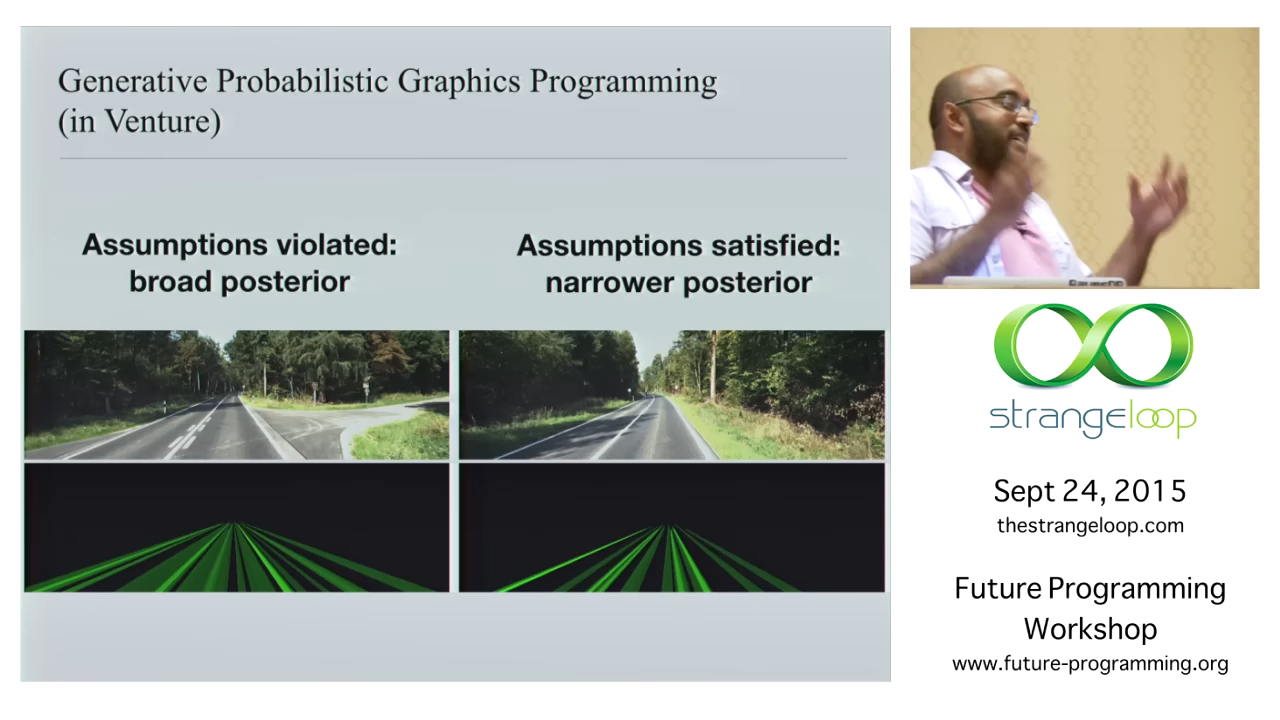 Generative Probabilistic Graphics Programming
(in Venture)
Assumptions violated:
broad posterior
Assumptions satisfied:
narrower posterior
strangeloop
Sept 24, 2015
thestrangeloop.com
Future Programming
Workshop
www.future-programming.org